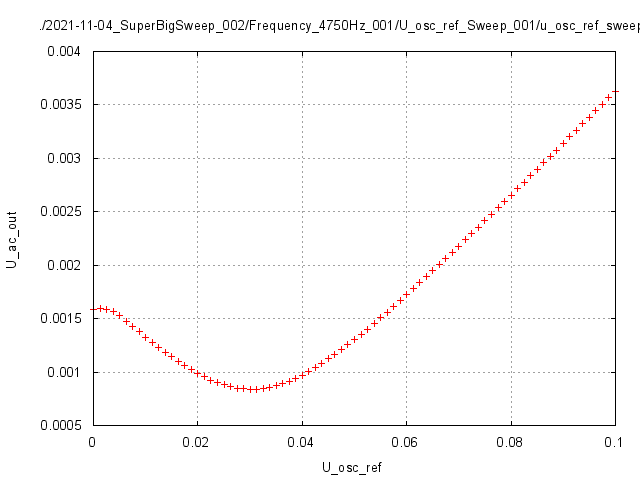 ./2021-11-04_SuperBigSweep_002/Frequency_4750Hz_001/U_osc_ref_Sweep_001/u_osc_ref_sweep
0.004
0.0035
0.003
0.0025
0.002
0.0015
0.001
0.0005
U_ac_out
0 0.02 0.04 0.06 0.08 0.1
U_osc_ref